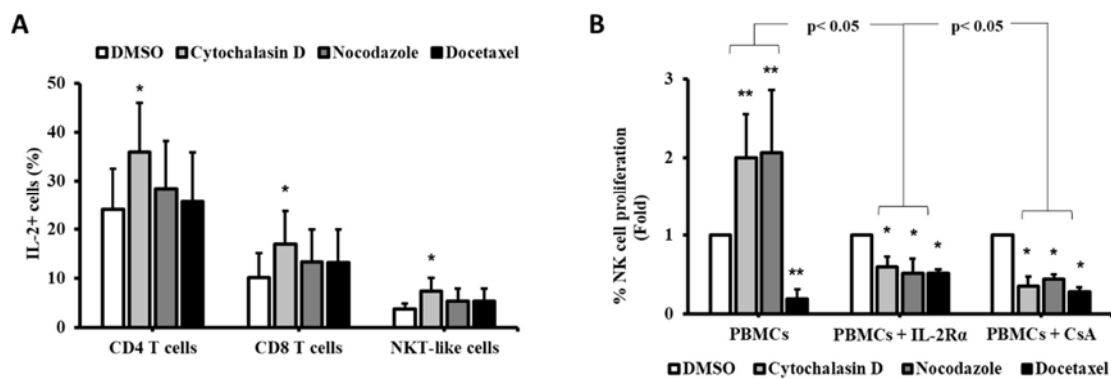 A
DMSO Cytochalasin D Nocodazole Docetaxel
IL-2+ cells (%)
50
40
30
20
10
0
*
*
*
CD4 T cells CD8 T cells NKT-like cells
B
p< 0.05 p< 0.05
% NK cell proliferation
(Fold)
3
2
1
0
** ** **
* * *
* * *
PBMCs PBMCs + IL-2Rα PBMCs + CsA
DMSO Cytochalasin D Nocodazole Docetaxel